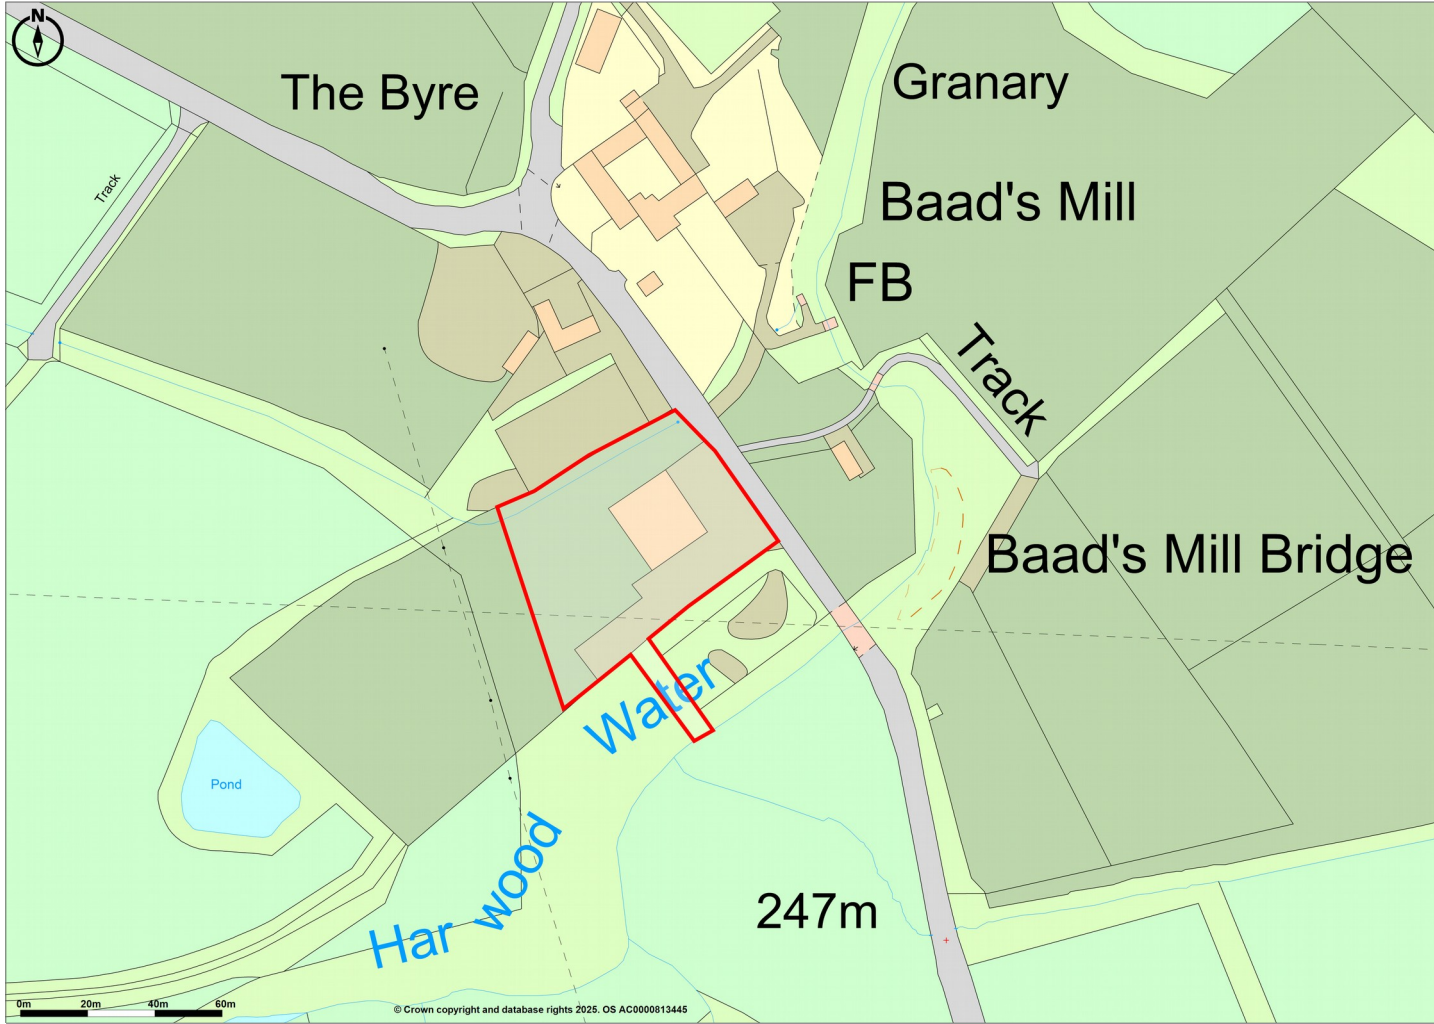 N
The Byre
Granary
Track
Baad's Mill
FB
Track
Baad's Mill Bridge
Water
Pond
Har wood
247m
0m 20m 40m 60m
© Crown copyright and database rights 2025. OS AC0000813445